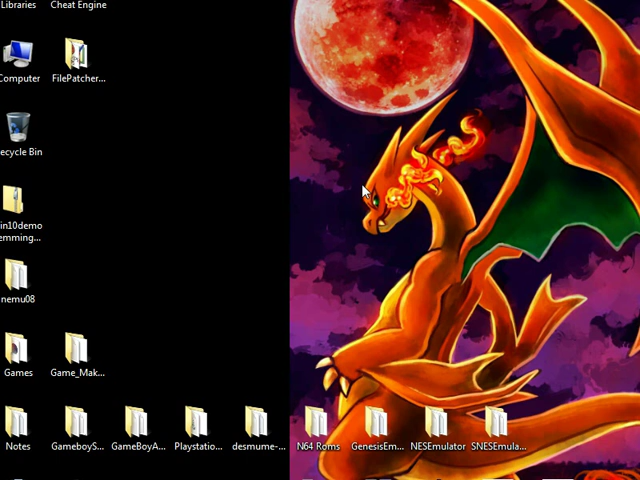 Libraries
Cheat Engine
Computer
FilePatcher...
ecycle Bin
in10demo
emming...
nemu08
Games
Game_Mak...
Notes
GameboyS...
GameBoyA...
Playstatio...
desmume-...
N64 Roms
GenesisEm...
NESEmulator
SNESEmula...